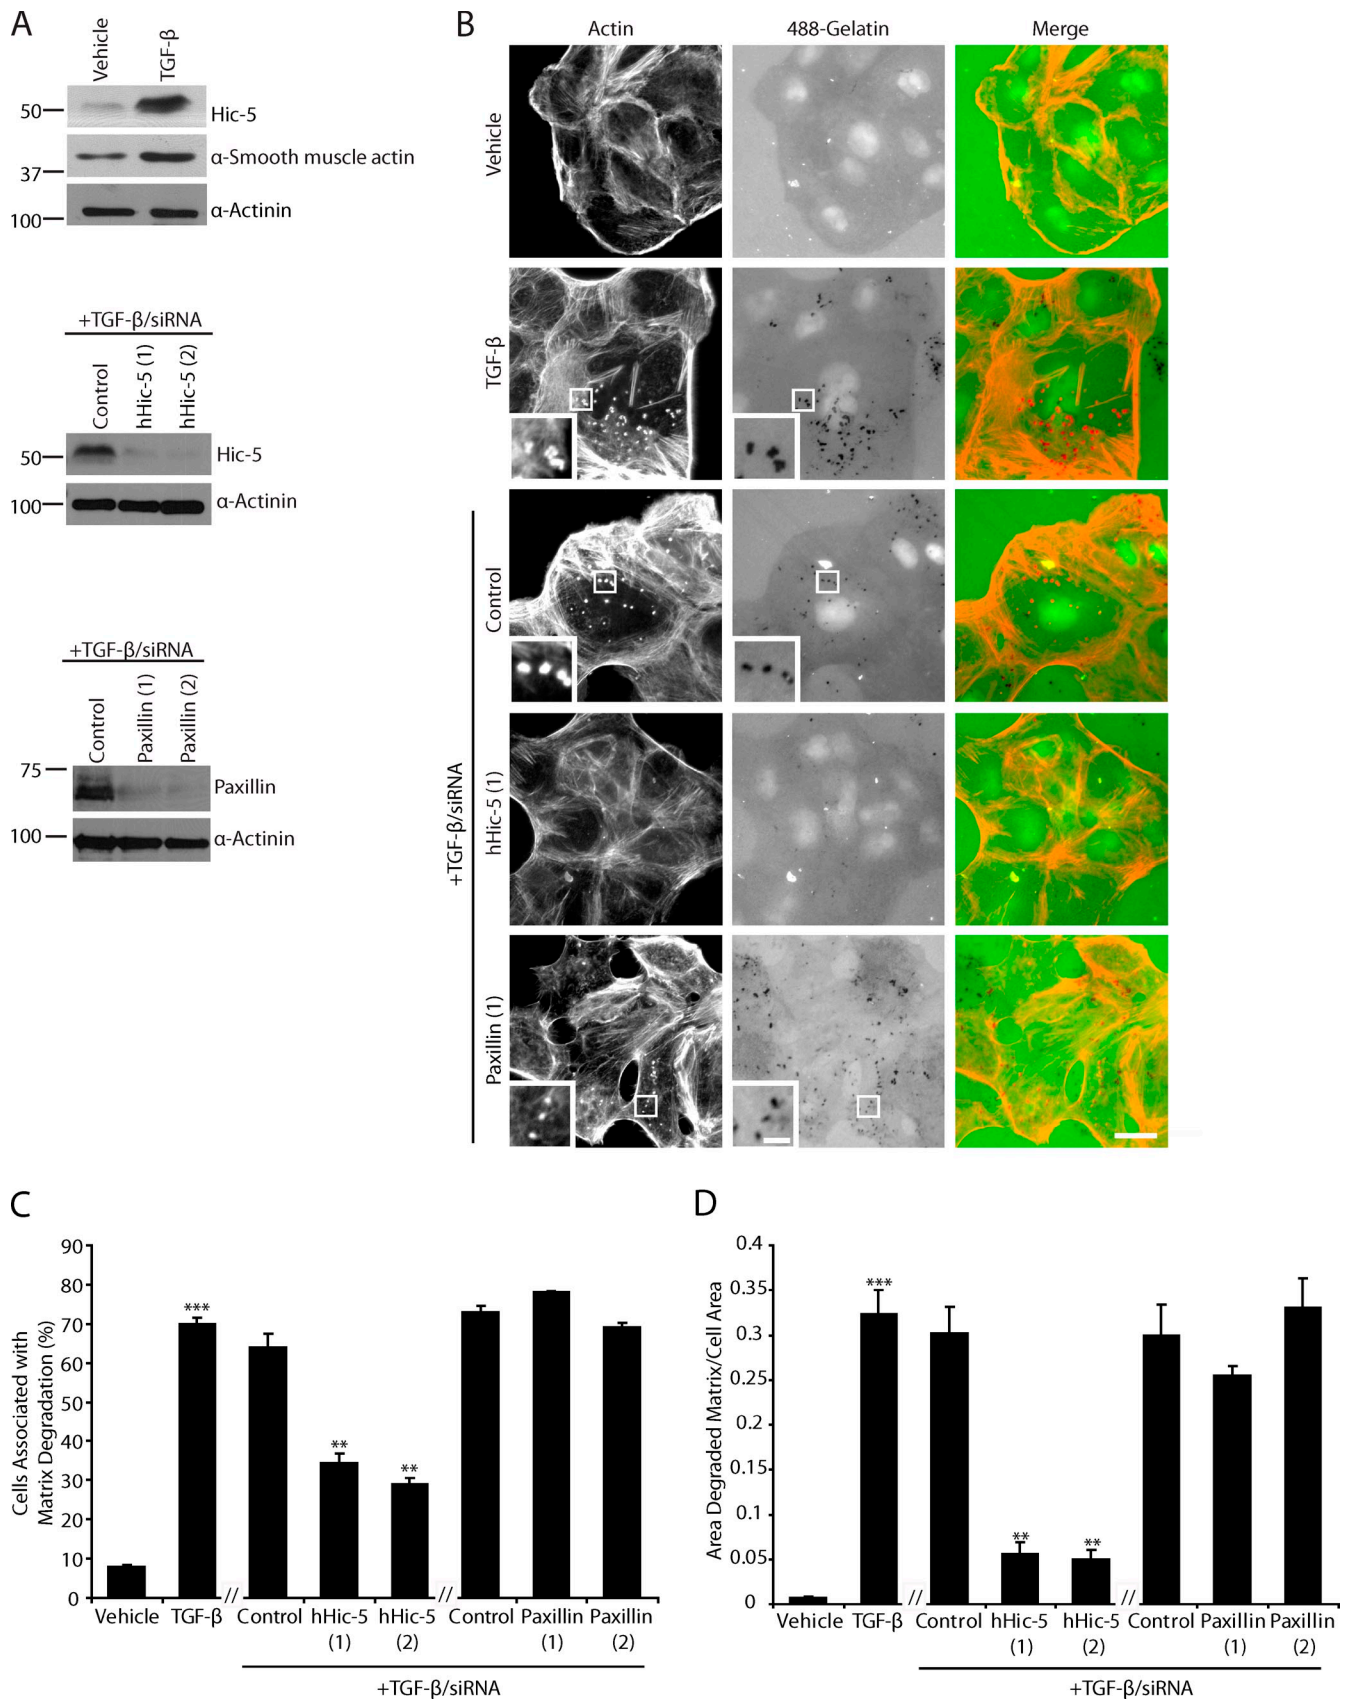 A
Vehicle
TGF-β
50
Hic-5
α-Smooth muscle actin
37
α-Actinin
100
+TGF-β/siRNA
Control
hHic-5 (1)
hHic-5 (2)
50
Hic-5
100
α-Actinin
+TGF-β/siRNA
Control
Paxillin (1)
Paxillin (2)
75
Paxillin
100
α-Actinin
B
Actin
488-Gelatin
Merge
Vehicle
TGF-β
+TGF-β/siRNA
Control
hHic-5 (1)
Paxillin (1)
C
Cells Associated with
Matrix Degradation (%)
90
80
70
60
50
40
30
20
10
0
***
**
**
//
//
Vehicle
TGF-β
Control
hHic-5
(1)
hHic-5
(2)
Control
Paxillin
(1)
Paxillin
(2)
+TGF-β/siRNA
D
Area Degraded Matrix/Cell Area
0.4
0.35
0.3
0.25
0.2
0.15
0.1
0.05
0
***
**
**
//
//
Vehicle
TGF-β
Control
hHic-5
(1)
hHic-5
(2)
Control
Paxillin
(1)
Paxillin
(2)
+TGF-β/siRNA